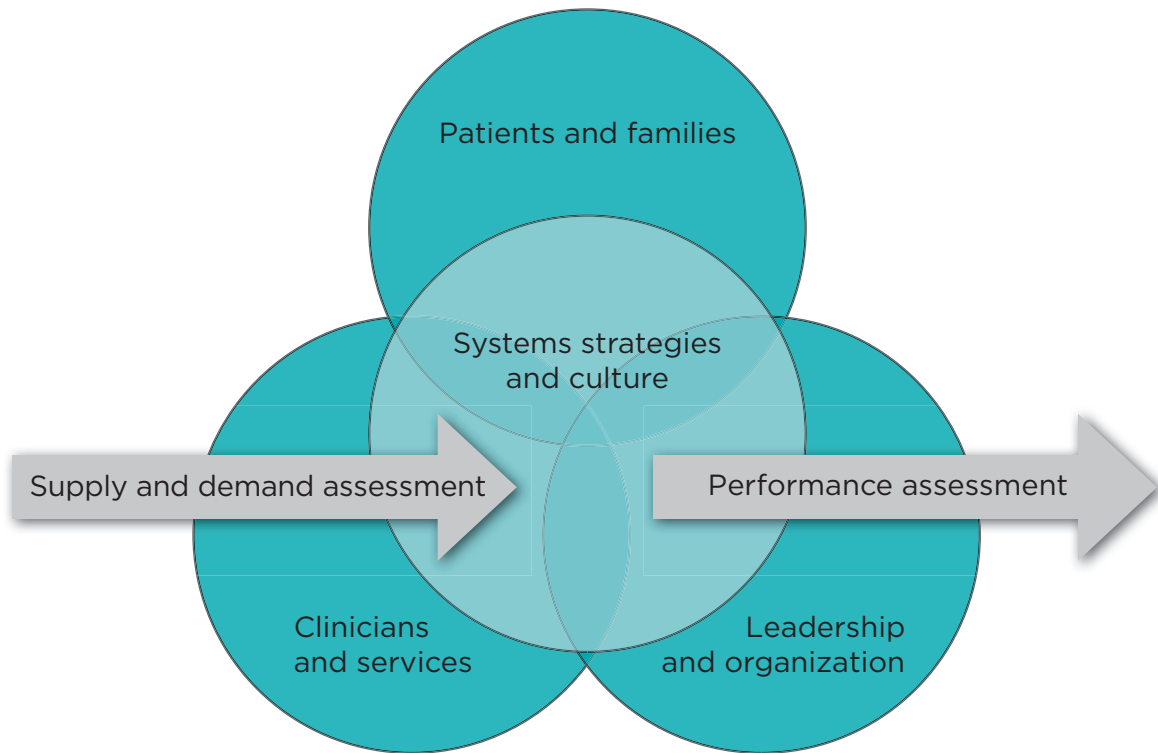 Patients and families
Systems strategies
and culture
Supply and demand assessment
Performance assessment
Clinicians
and services
Leadership
and organization